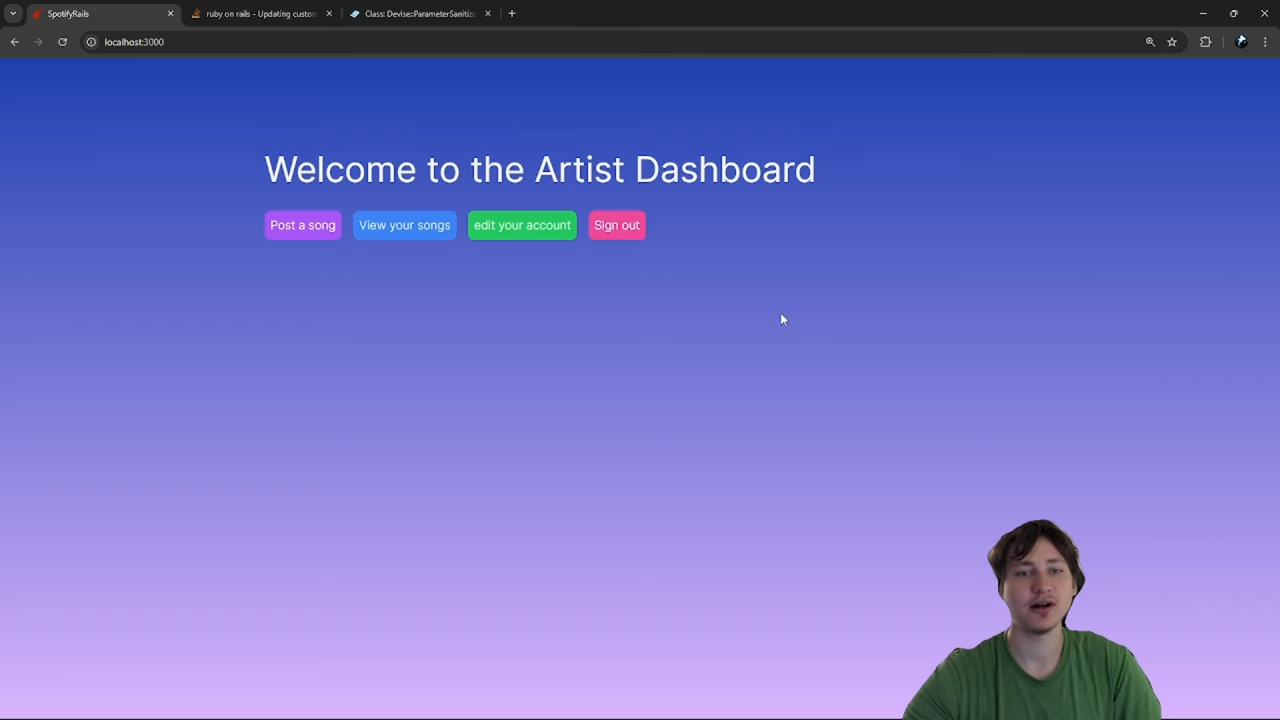 SpotifyRails
ruby on rails - Updating custom
Class: Devise::ParameterSanitiz
localhost:3000
Welcome to the Artist Dashboard
Post a song
View your songs
edit your account
Sign out